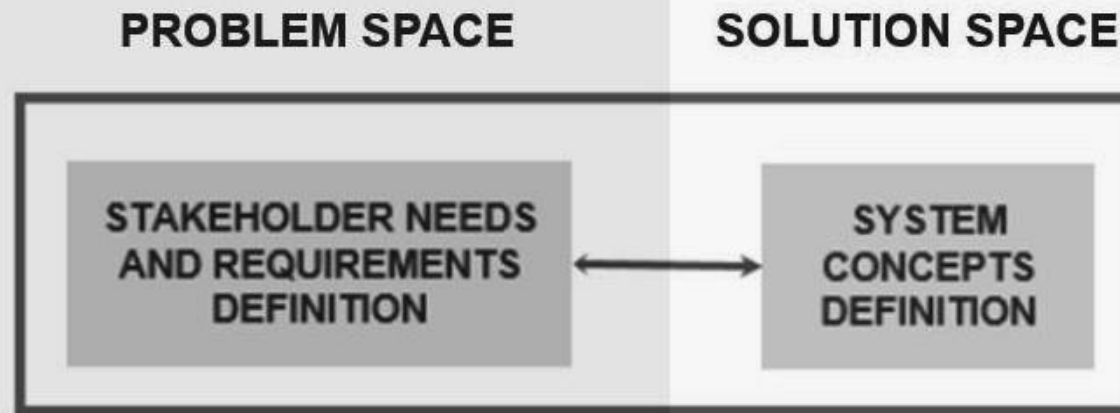 PROBLEM SPACE
SOLUTION SPACE
STAKEHOLDER NEEDS
AND REQUIREMENTS
DEFINITION
SYSTEM
CONCEPTS
DEFINITION